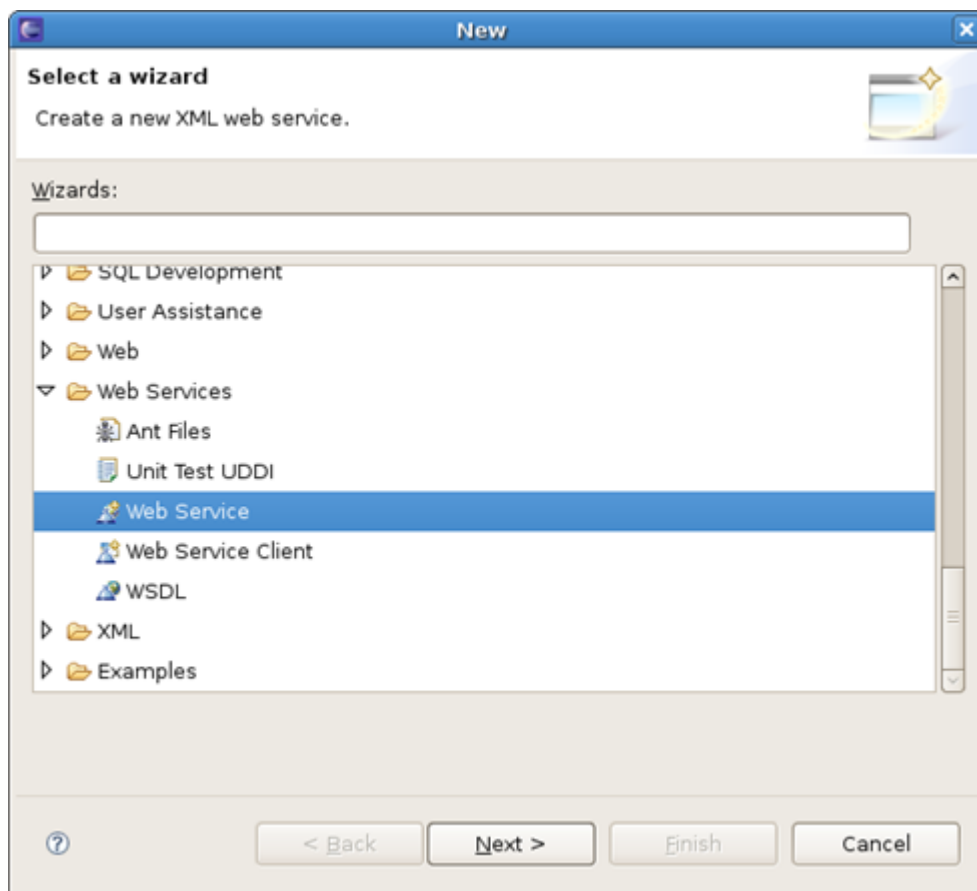 New
Select a wizard
Create a new XML web service.
Wizards:
SQL Development
User Assistance
Web
Web Services
Ant Files
Unit Test UDDI
Web Service
Web Service Client
WSDL
XML
Examples
< Back Next > Finish Cancel